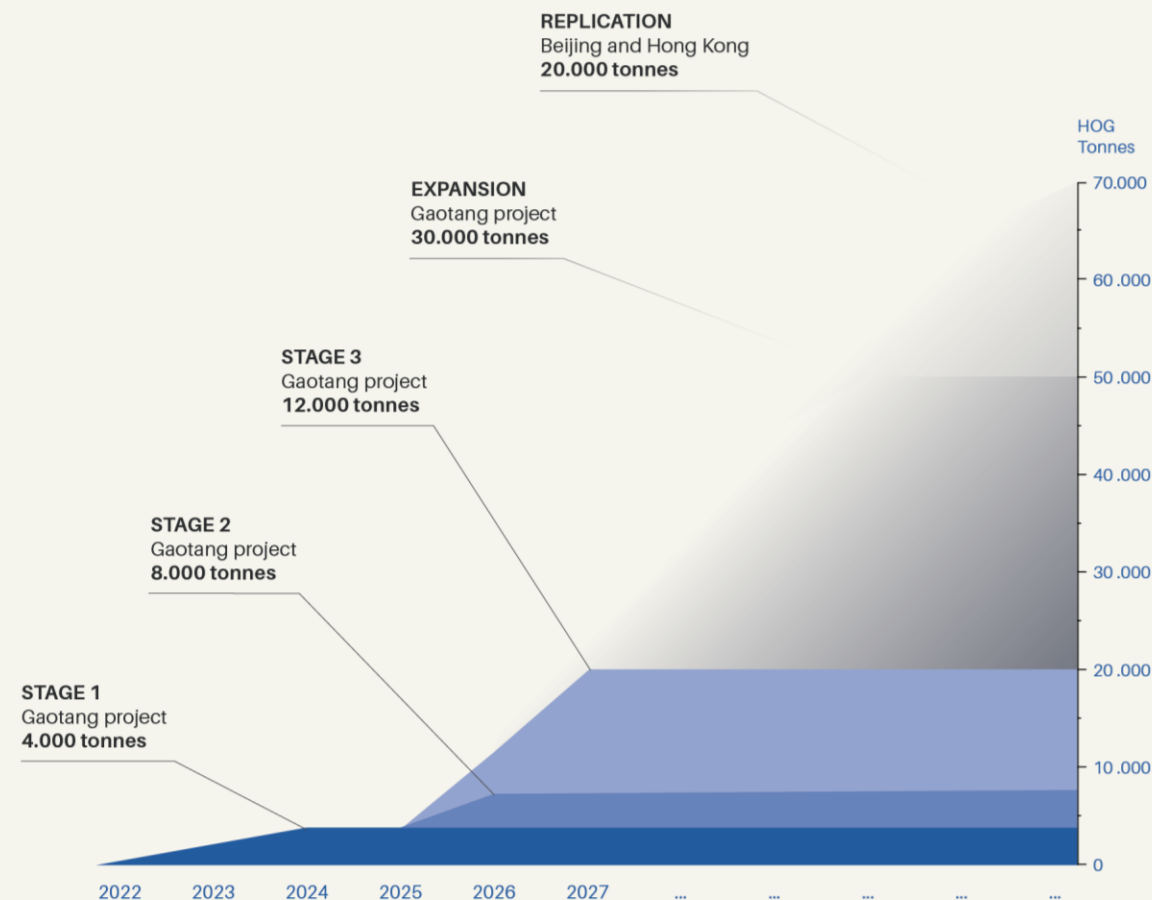 REPLICATION
Beijing and Hong Kong
20.000 tonnes
HOG
Tonnes
70.000
EXPANSION
Gaotang project
30.000 tonnes
60.000
STAGE 3
Gaotang project
12.000 tonnes
50.000
40.000
STAGE 2
Gaotang project
8.000 tonnes
30.000
20.000
STAGE 1
Gaotang project
4.000 tonnes
10.000
0
2022 2023 2024 2025 2026 2027 ... ... ... ... ...